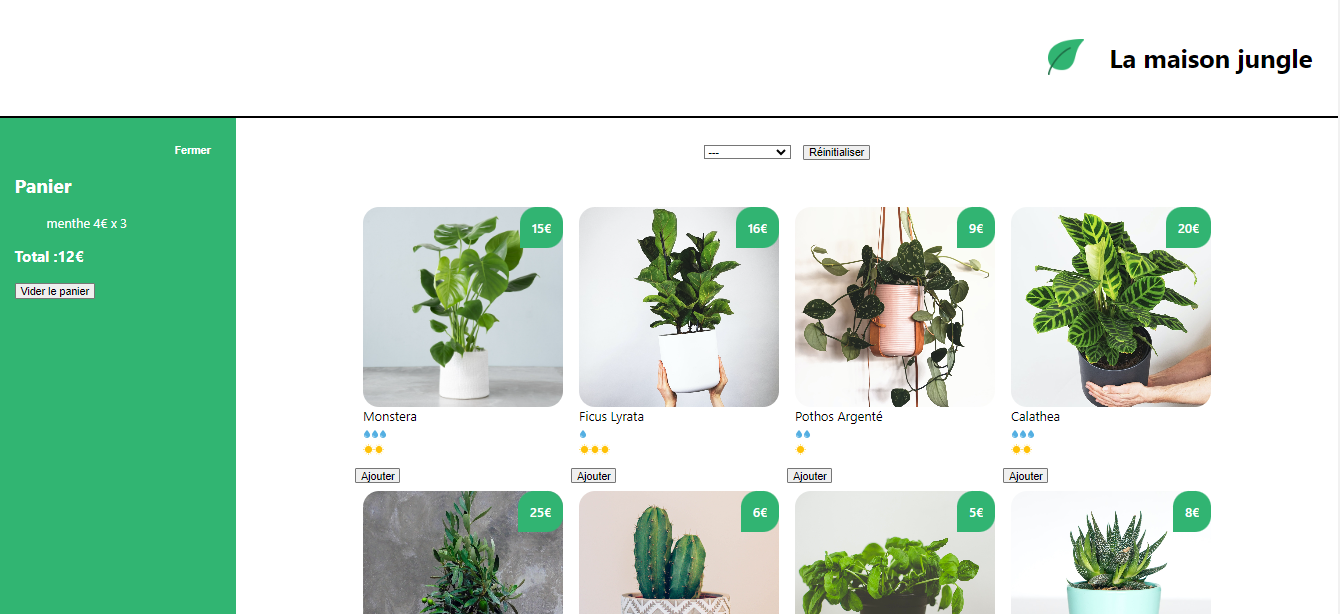 La maison jungle
Fermer
Panier
menthe 4€ x 3
Total :12€
Vider le panier
---
Réinitialiser
15€
16€
9€
20€
Monstera
Ficus Lyrata
Pothos Argenté
Calathea
Ajouter
Ajouter
Ajouter
Ajouter
25€
6€
5€
8€